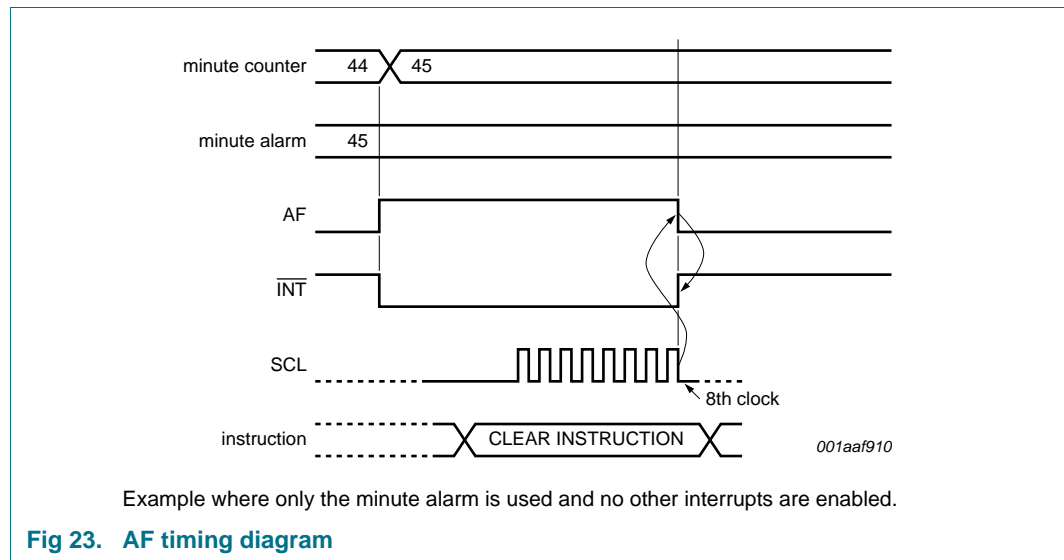 minute counter 44 45
minute alarm 45
AF
INT
SCL
8th clock
instruction CLEAR INSTRUCTION
001aaf910
Example where only the minute alarm is used and no other interrupts are enabled.
Fig 23. AF timing diagram